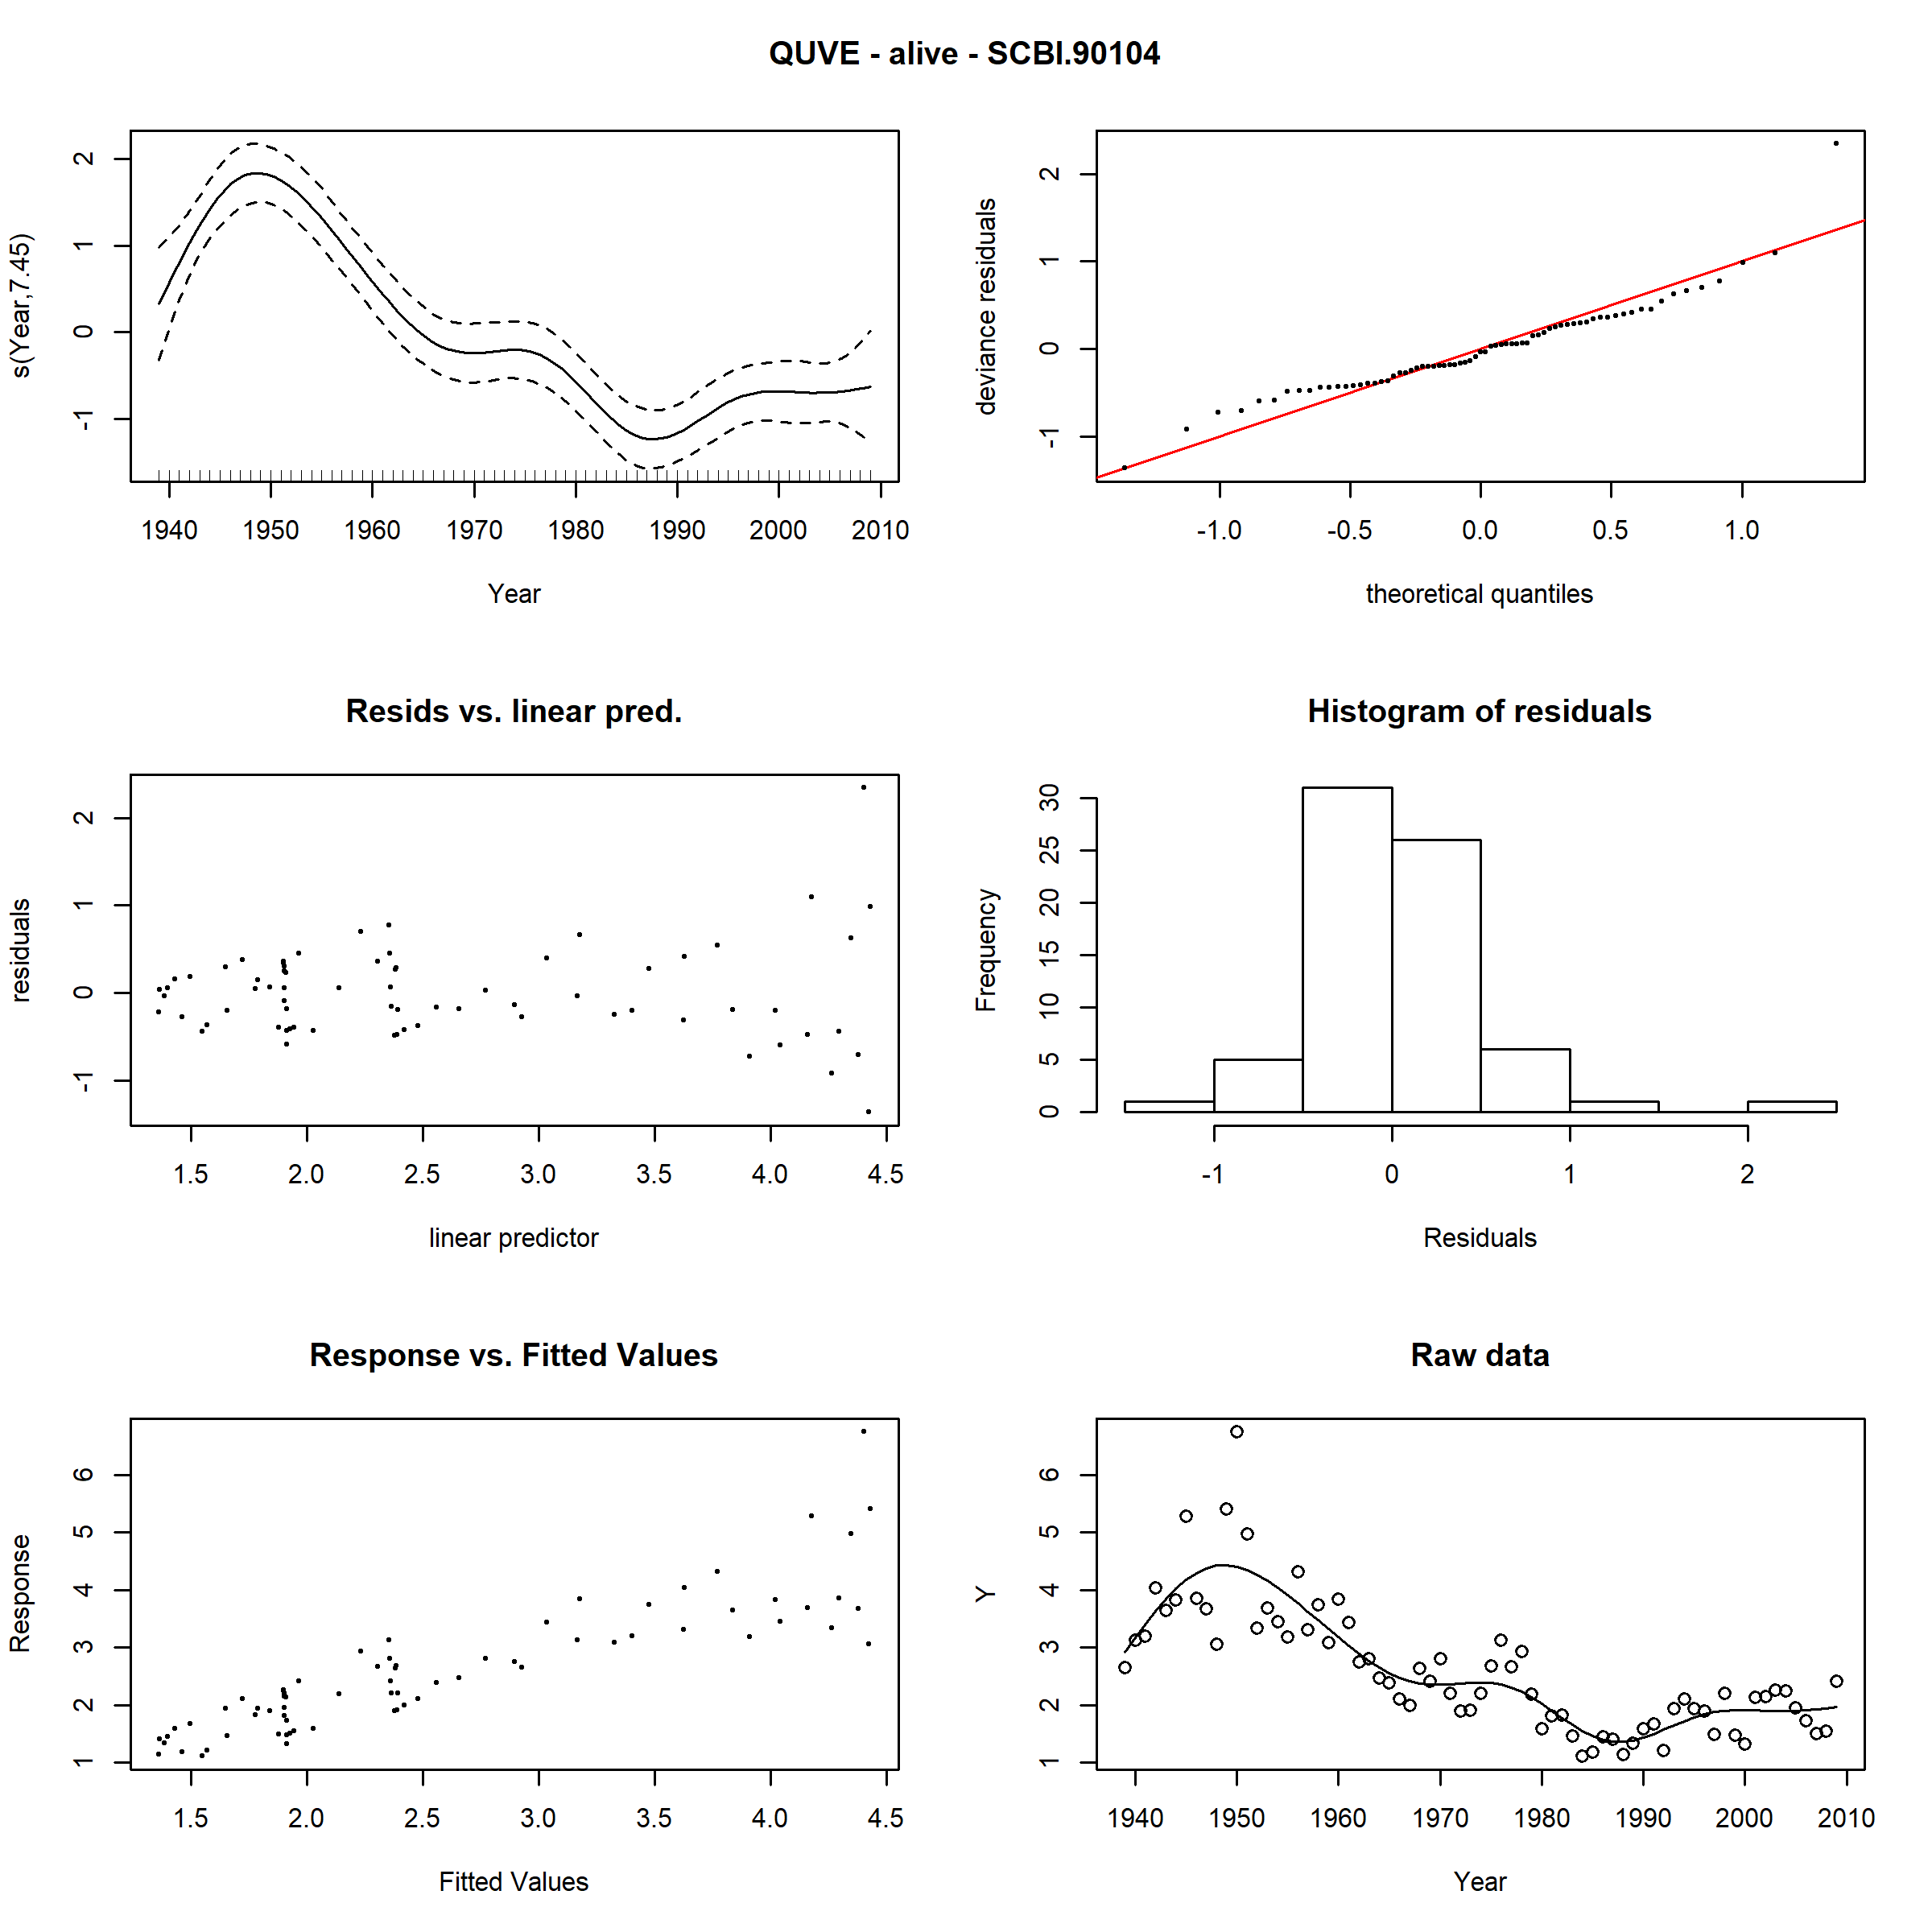 QUVE - alive - SCBI.90104
s(Year,7.45)
2
1
0
-1
1940 1950 1960 1970 1980 1990 2000 2010
Year
deviance residuals
2
1
0
-1
-1.0 -0.5 0.0 0.5 1.0
theoretical quantiles
Resids vs. linear pred.
residuals
2
1
0
-1
1.5 2.0 2.5 3.0 3.5 4.0 4.5
linear predictor
Histogram of residuals
Frequency
30
25
20
15
10
5
0
-1 0 1 2
Residuals
Response vs. Fitted Values
Response
6
5
4
3
2
1
1.5 2.0 2.5 3.0 3.5 4.0 4.5
Fitted Values
Raw data
Y
6
5
4
3
2
1
1940 1950 1960 1970 1980 1990 2000 2010
Year